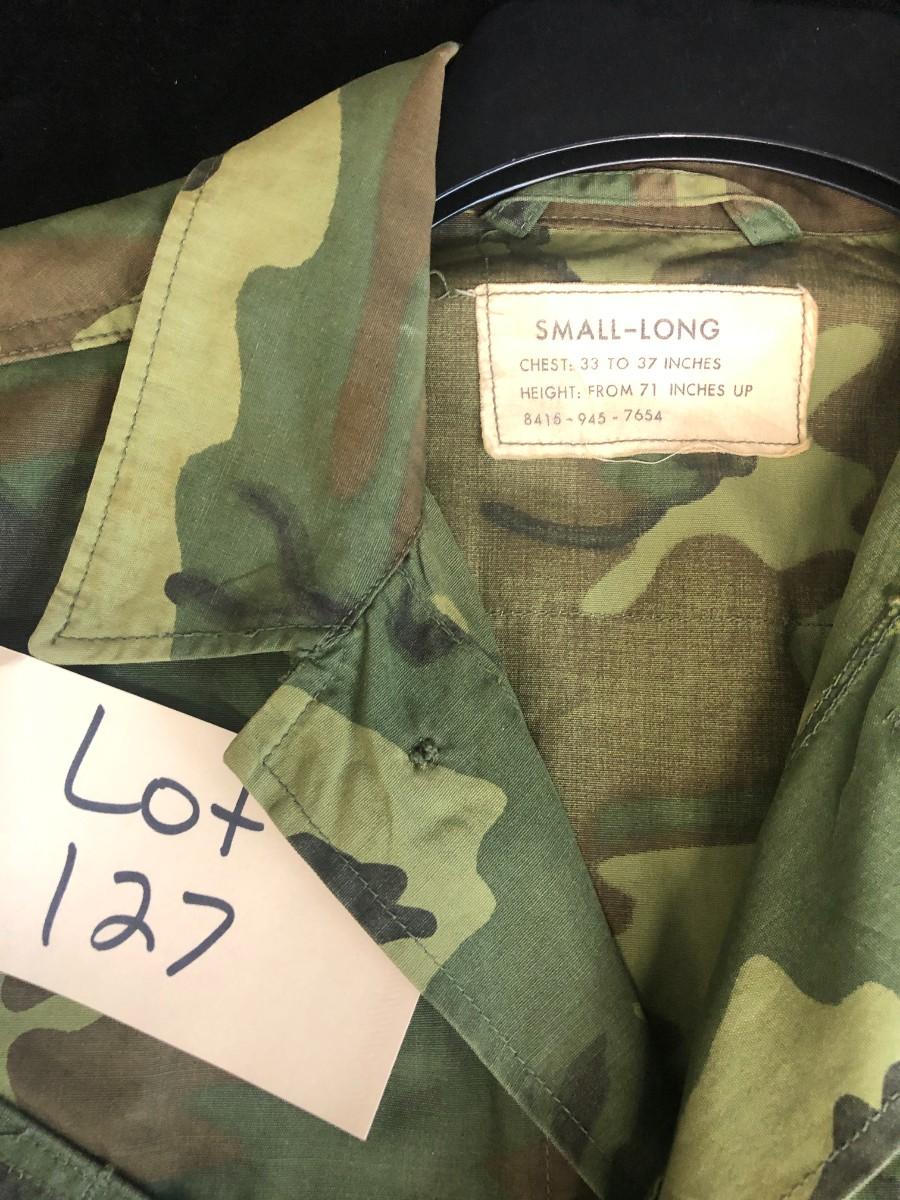 SMALL-LONG
CHEST: 33 TO 37 INCHES
HEIGHT: FROM 71 INCHES UP
8415-945-7654
Lot
127